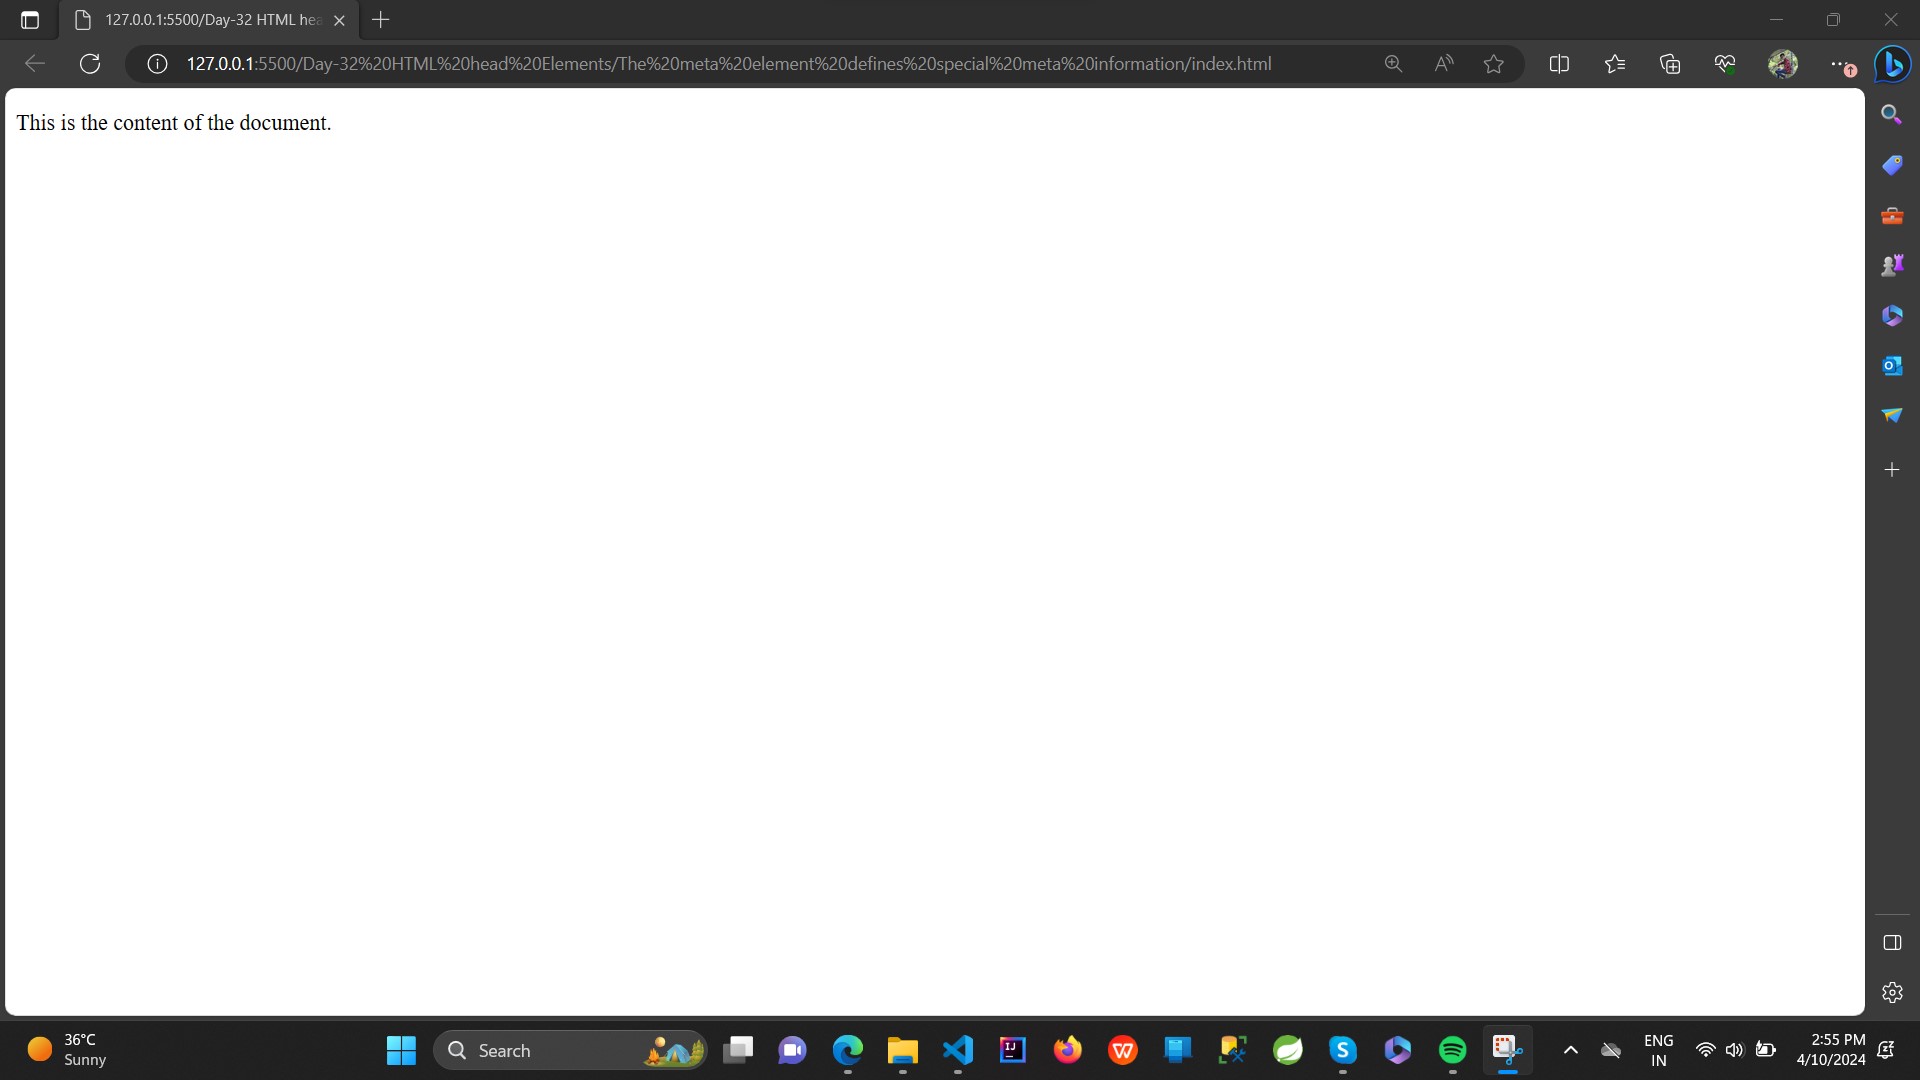 127.0.0.1:5500/Day-32 HTML hea
127.0.0.1:5500/Day-32%20HTML%20head%20Elements/The%20meta%20element%20defines%20special%20meta%20information/index.html
This is the content of the document.
36°C
Sunny
Search
ENG
IN
2:55 PM
4/10/2024